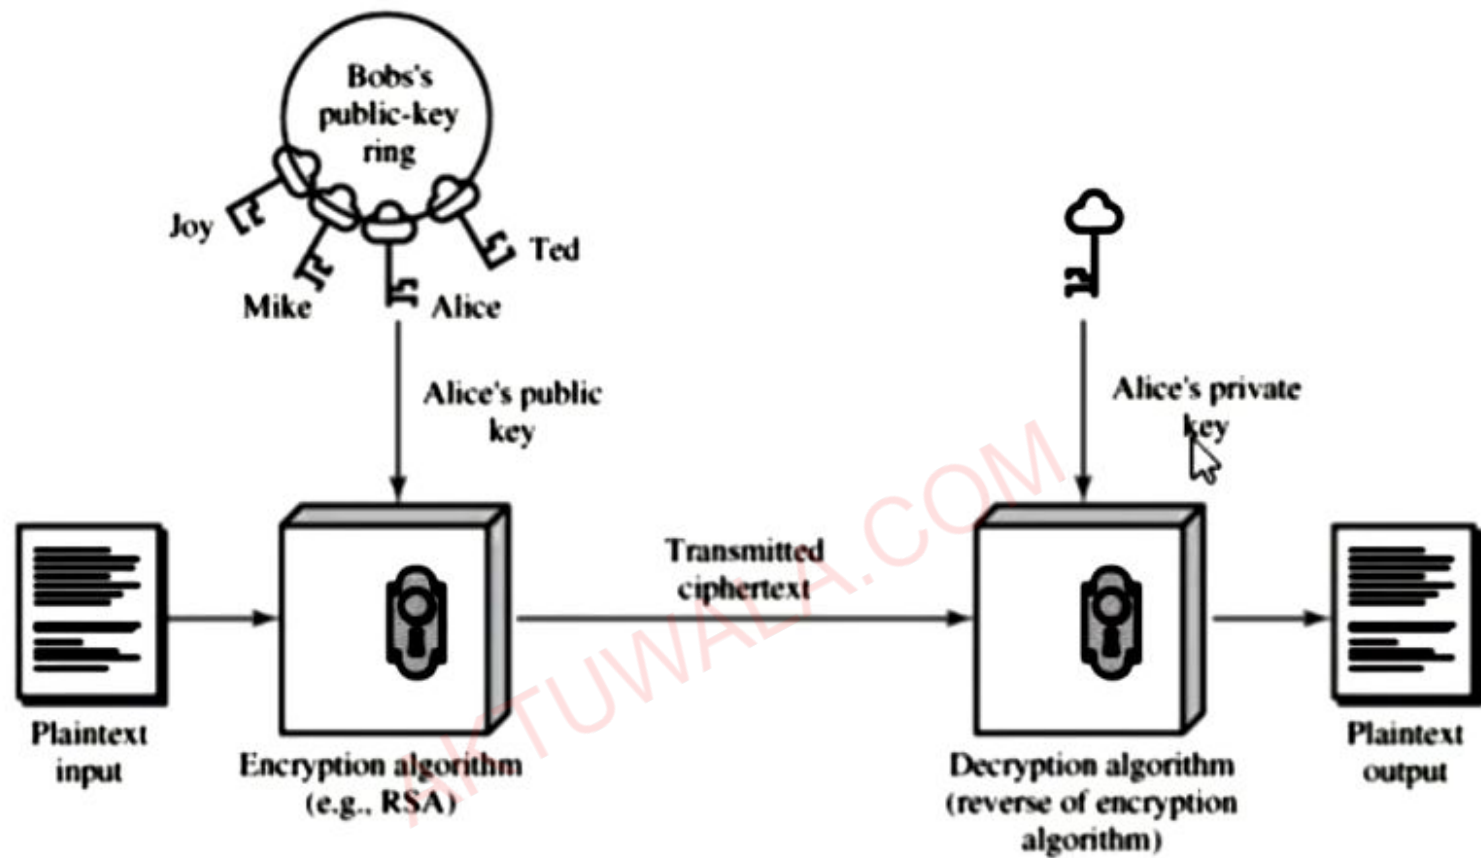 Bobs's
public-key
ring
Joy
Mike
Alice
Ted
Alice's public
key
Alice's private
key
Transmitted
ciphertext
Plaintext
input
Encryption algorithm
(e.g., RSA)
Decryption algorithm
(reverse of encryption
algorithm)
Plaintext
output
AKTUWALA.COM